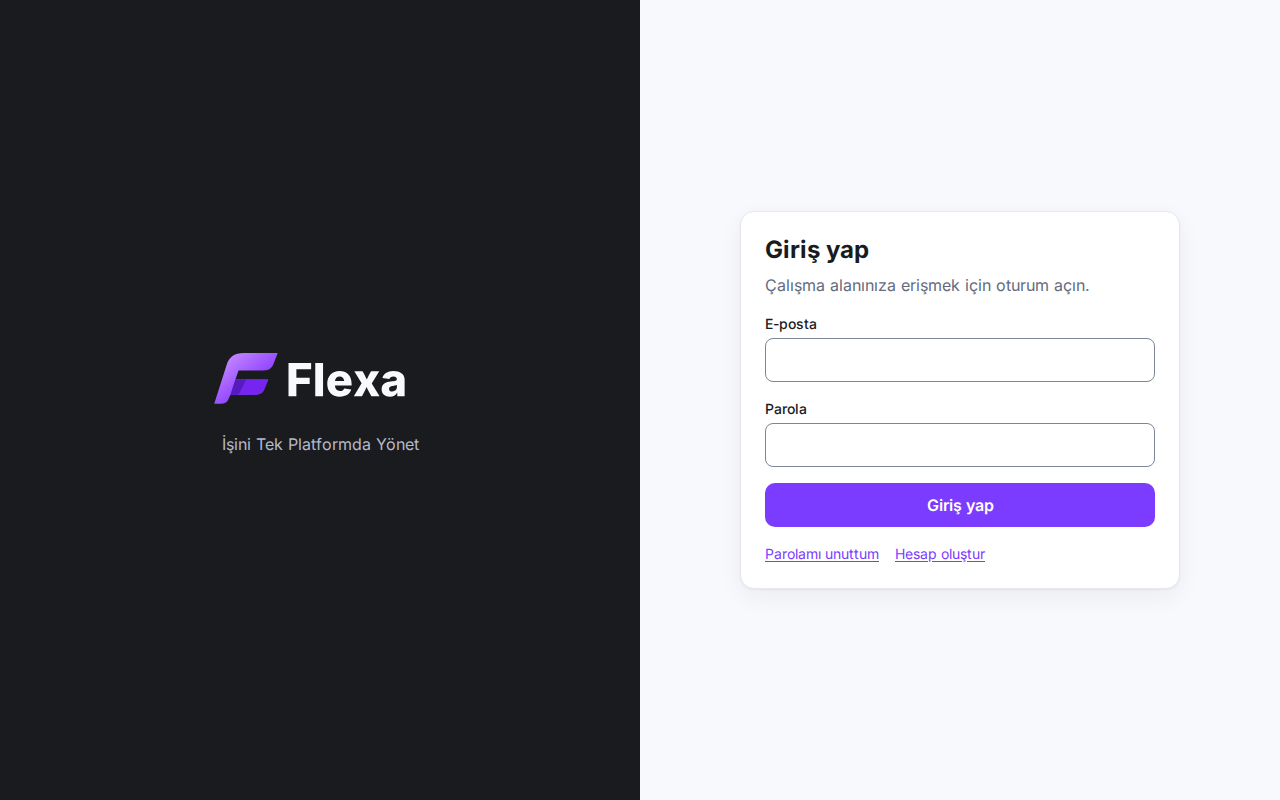 Flexa
İşini Tek Platformda Yönet
Giriş yap
Çalışma alanınıza erişmek için oturum açın.
E-posta
Parola
Giriş yap
Parolamı unuttum Hesap oluştur